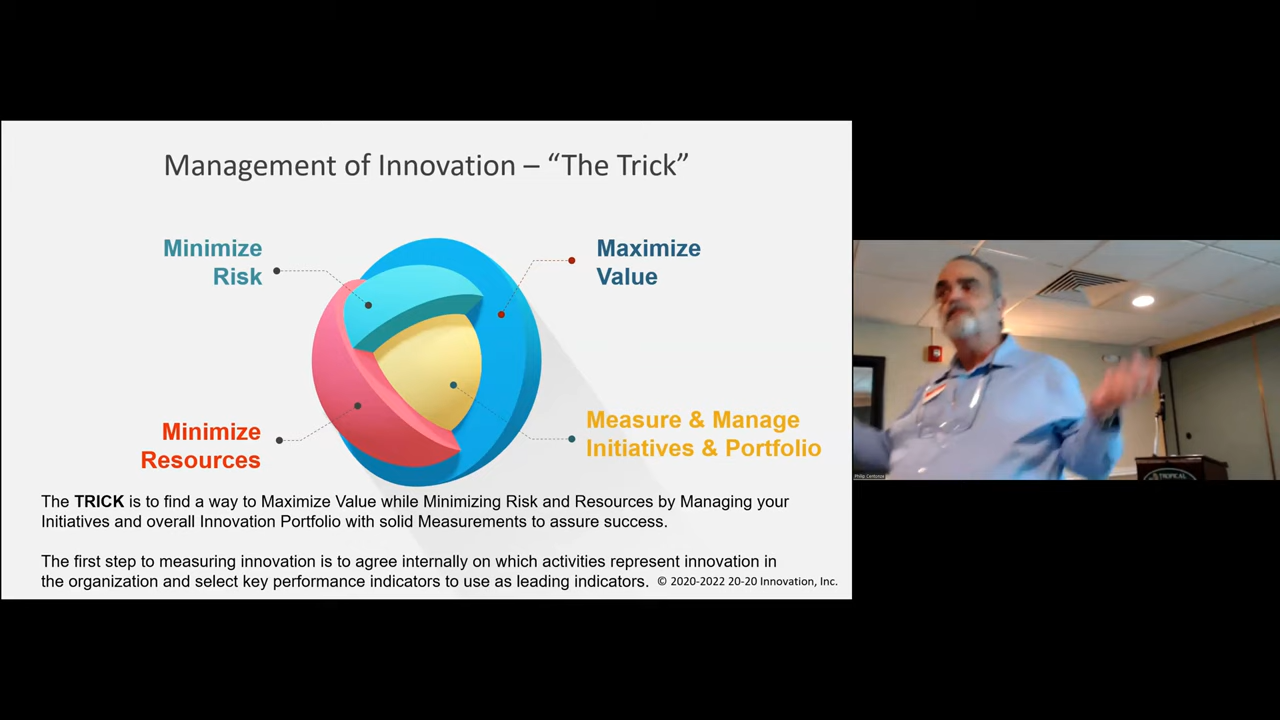 Management of Innovation – “The Trick”
Minimize
Risk
Maximize
Value
Minimize
Resources
Measure & Manage
Initiatives & Portfolio
The TRICK is to find a way to Maximize Value while Minimizing Risk and Resources by Managing your
Initiatives and overall Innovation Portfolio with solid Measurements to assure success.
The first step to measuring innovation is to agree internally on which activities represent innovation in
the organization and select key performance indicators to use as leading indicators.
© 2020-2022 20-20 Innovation, Inc.
Philip Centonze
TROPICAL